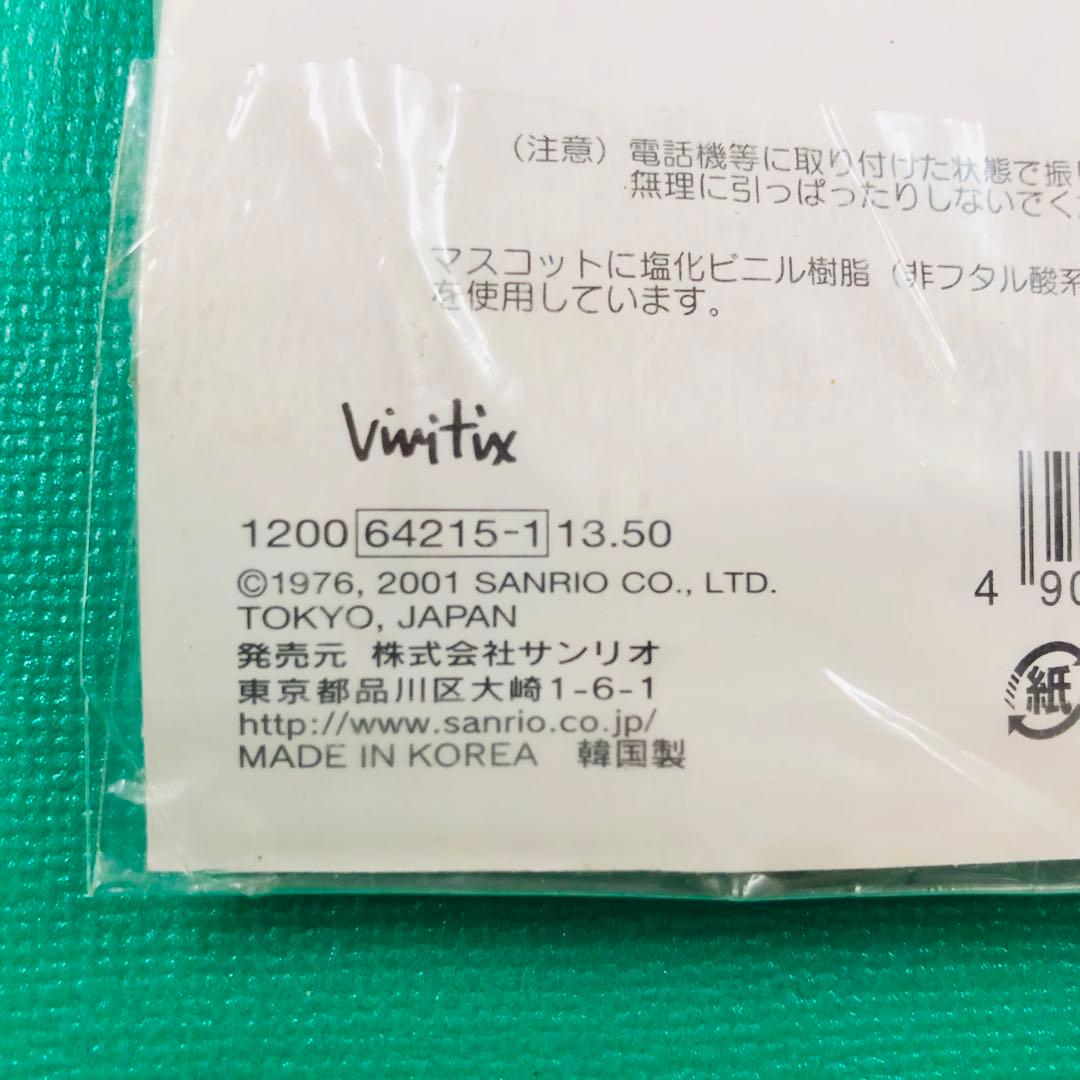 (注意) 電話機等に取り付けた状態で振り
無理に引っぱったりしないでくだ
マスコットに塩化ビニル樹脂 (非フタル酸系
を使用しています。
Vivitix
1200 64215-1 13.50
©1976, 2001 SANRIO CO., LTD.
TOKYO, JAPAN
発売元 株式会社サンリオ
東京都品川区大崎1-6-1
http://www.sanrio.co.jp/
MADE IN KOREA 韓国製
4 90
紙